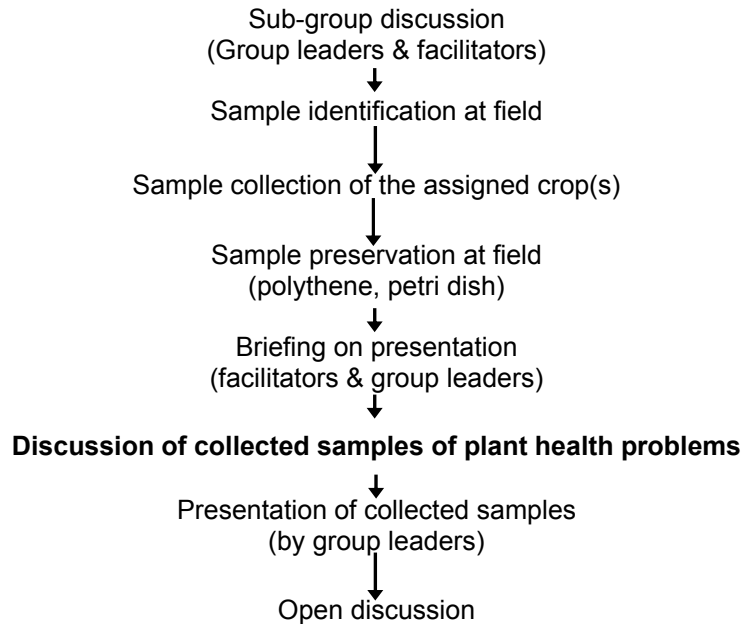 Sub-group discussion
(Group leaders & facilitators)
Sample identification at field
Sample collection of the assigned crop(s)
Sample preservation at field
(polythene, petri dish)
Briefing on presentation
(facilitators & group leaders)
Discussion of collected samples of plant health problems
Presentation of collected samples
(by group leaders)
Open discussion